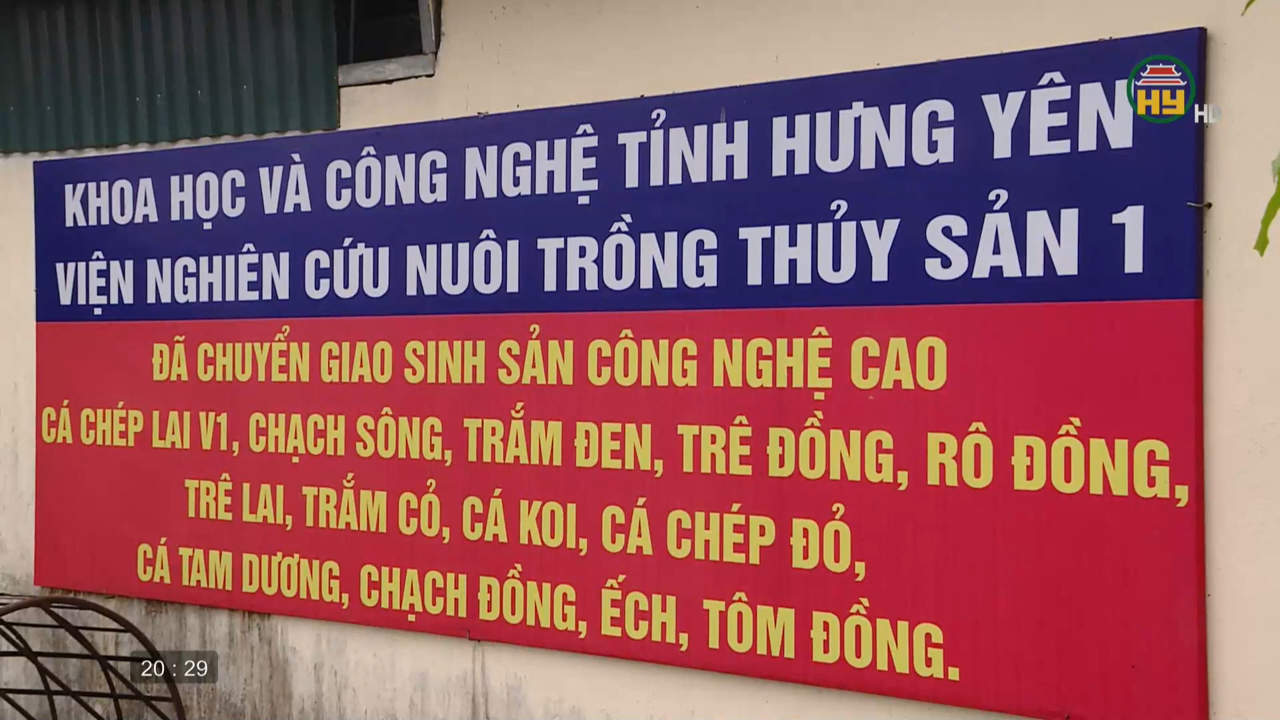 KHOA HỌC VÀ CÔNG NGHỆ TỈNH HƯNG YÊN
VIỆN NGHIÊN CỨU NUÔI TRỒNG THỦY SẢN 1
ĐÃ CHUYỂN GIAO SINH SẢN CÔNG NGHỆ CAO
CÁ CHÉP LAI V1, CHẠCH SÔNG, TRẮM ĐEN, TRÊ ĐỒNG, RÔ ĐỒNG,
TRÊ LAI, TRẮM CỎ, CÁ KOI, CÁ CHÉP ĐỎ,
CÁ TAM DƯƠNG, CHẠCH ĐỒNG, ẾCH, TÔM ĐỒNG.
HY HD
20 : 29